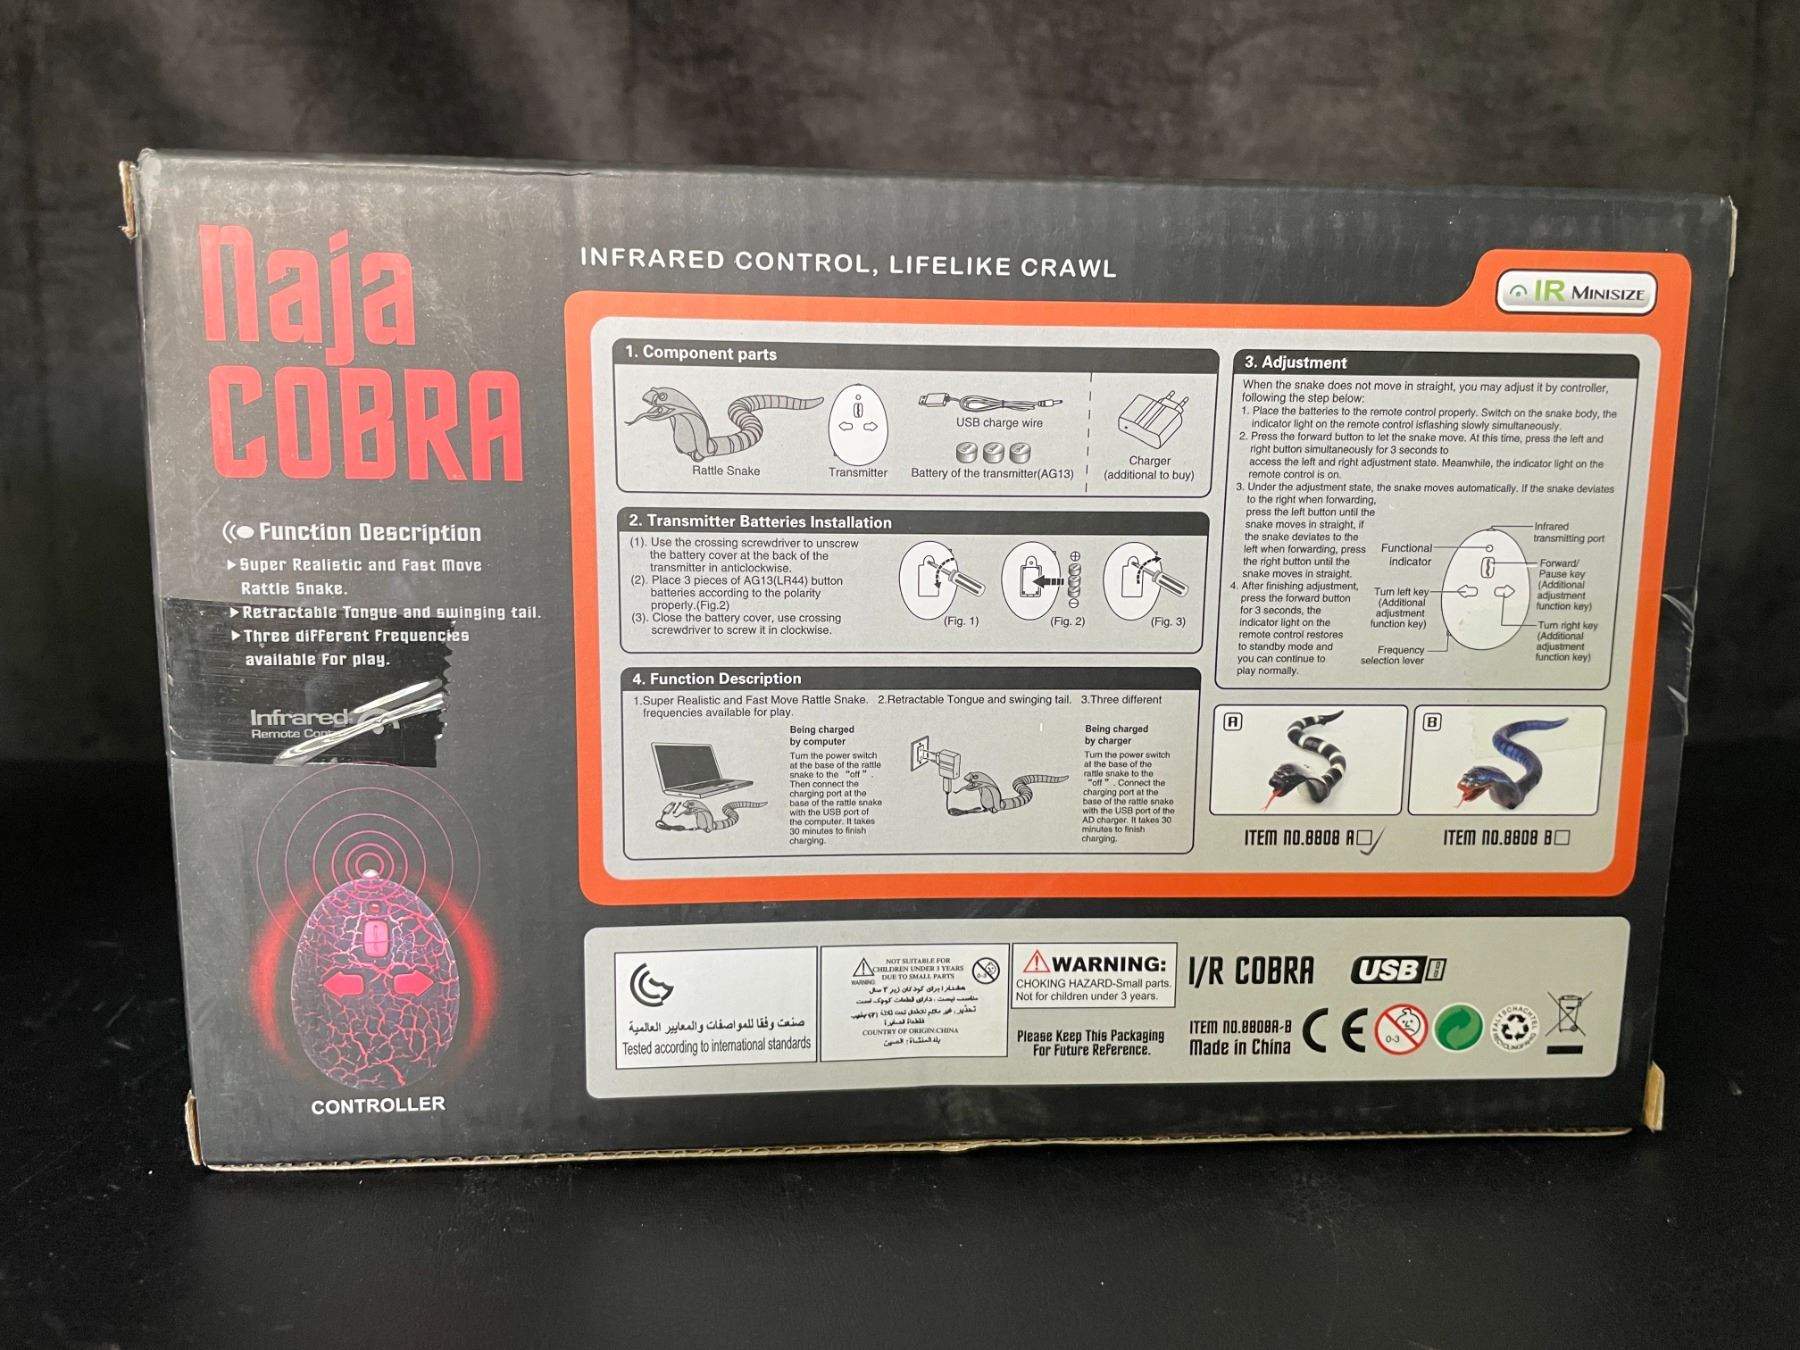 Naja
COBRA
Function Description
Super Realistic and Fast Move
Rattle Snake.
Retractable Tongue and swinging tail.
Three different Frequencies
available for play.
Infrared
Remote
CONTROLLER
INFRARED CONTROL, LIFELIKE CRAWL
IR MINISIZE
1. Component parts
Rattle Snake
Transmitter
USB charge wire
Battery of the transmitter(AG13)
Charger
(additional to buy)
2. Transmitter Batteries Installation
(1). Use the crossing screwdriver to unscrew
the battery cover at the back of the
transmitter in anticlockwise.
(2). Place 3 pieces of AG13(LR44) button
batteries according to the polarity
properly.(Fig.2)
(3). Close the battery cover, use crossing
screwdriver to screw it in clockwise.
(Fig. 1)
(Fig. 2)
(Fig. 3)
4. Function Description
1.Super Realistic and Fast Move Rattle Snake. 2.Retractable Tongue and swinging tail. 3.Three different
frequencies available for play.
Being charged
by computer
Turn the power switch
at the base of the rattle
snake to the "off".
Then connect the
charging port at the
base of the rattle snake
with the USB port of
the computer. It takes
30 minutes to finish
charging.
Being charged
by charger
Turn the power switch
at the base of the
rattle snake to the
"off". Connect the
charging port at the
base of the rattle snake
with the USB port of the
AD charger. It takes 30
minutes to finish
charging.
3. Adjustment
When the snake does not move in straight, you may adjust it by controller,
following the step below:
1. Place the batteries to the remote control properly. Switch on the snake body, the
indicator light on the remote control isflashing slowly simultaneously.
2. Press the forward button to let the snake move. At this time, press the left and
right button simultaneously for 3 seconds to
access the left and right adjustment state. Meanwhile, the indicator light on the
remote control is on.
3. Under the adjustment state, the snake moves automatically. If the snake deviates
to the right when forwarding,
press the left button until the
snake moves in straight, if
the snake deviates to the
left when forwarding, press
the right button until the
snake moves in straight.
4. After finishing adjustment,
press the forward button
for 3 seconds, the
indicator light on the
remote control restores
to standby mode and
you can continue to
play normally.
Functional
indicator
Turn left key
(Additional
adjustment
function key)
Frequency
selection lever
Infrared
transmitting port
Forward/
Pause key
(Additional
adjustment
function key)
Turn right key
(Additional
adjustment
function key)
A
B
ITEM NO.8808 A
ITEM NO.8808 B
صنعت وفقا للمواصفات والمعايير العالمية
Tested according to international standards
NOT SUITABLE FOR
CHILDREN UNDER 3 YEARS
DUE TO SMALL PARTS
WARNING:
0-3
COUNTRY OF ORIGIN:CHINA
بلد المنشأ: الصين
WARNING:
CHOKING HAZARD-Small parts.
Not for children under 3 years.
Please Keep This Packaging
For Future Reference.
I/R COBRA
USB
ITEM NO.8808A-B
Made in China
CE
0-3